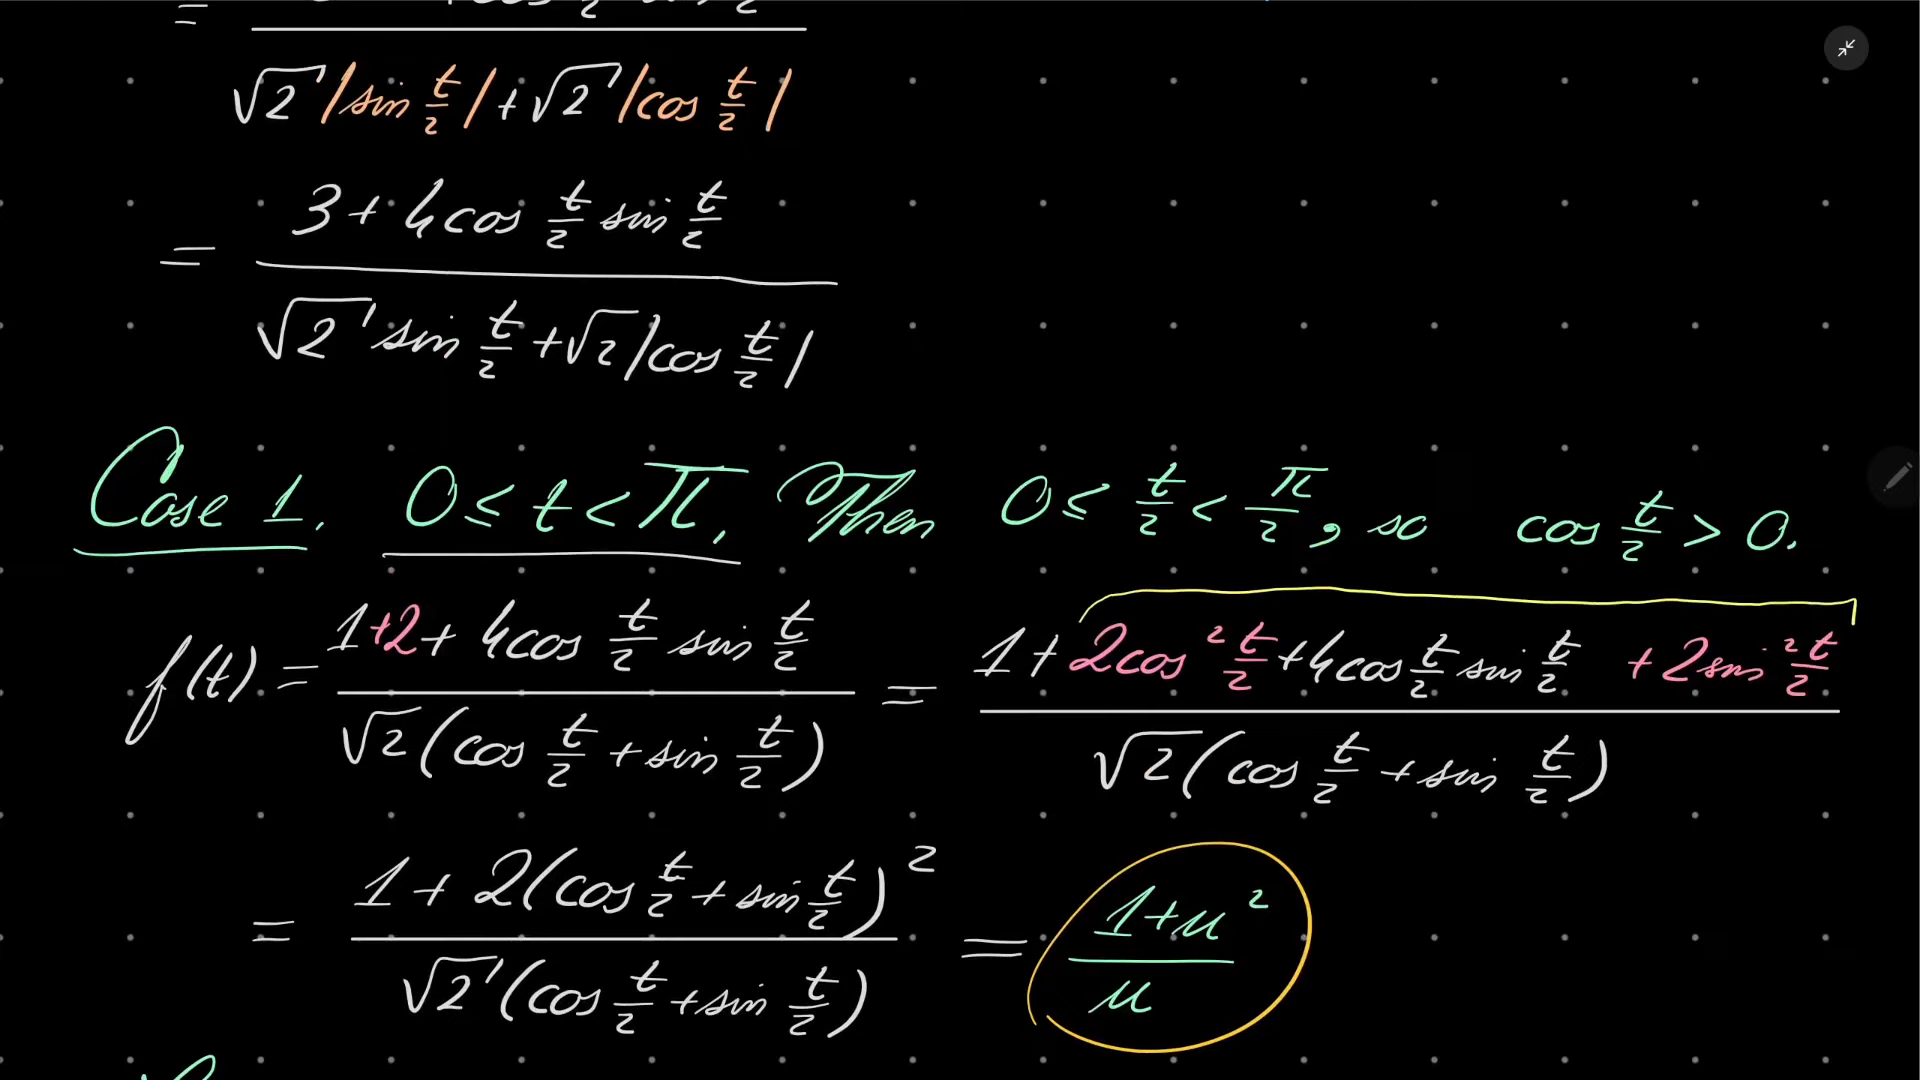 =
√2 |sin t/2| + √2 |cos t/2|
= (3 + 4cos t/2 sin t/2) / (√2 sin t/2 + √2 |cos t/2|)
Case 1. 0 ≤ t < π. Then 0 ≤ t/2 < π/2, so cos t/2 > 0.
f(t) = (1+2+4cos t/2 sin t/2) / (√2 (cos t/2 + sin t/2)) = (1 + 2cos² t/2 + 4cos t/2 sin t/2 + 2sin² t/2) / (√2 (cos t/2 + sin t/2))
= (1 + 2(cos t/2 + sin t/2)²) / (√2 (cos t/2 + sin t/2)) = (1+u²) / u